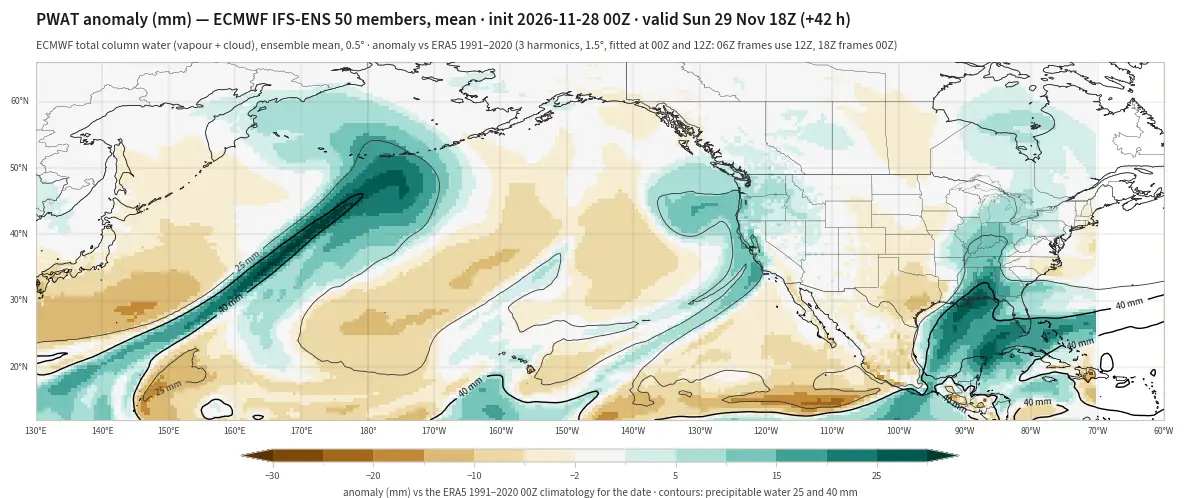 PWAT anomaly (mm) — ECMWF IFS-ENS 50 members, mean · init 2026-11-28 00Z · valid Sun 29 Nov 18Z (+42 h)
ECMWF total column water (vapour + cloud), ensemble mean, 0.5° · anomaly vs ERA5 1991–2020 (3 harmonics, 1.5°, fitted at 00Z and 12Z: 06Z frames use 12Z, 18Z frames 00Z)
60°N
50°N
40°N
25 mm
30°N
40 mm
40 mm
40 mm
20°N
25 mm
40 mm
40 mm
40 mm
130°E 140°E 150°E 160°E 170°E 180° 170°W 160°W 150°W 140°W 130°W 120°W 110°W 100°W 90°W 80°W 70°W 60°W
−30 −20 −10 −2 5 15 25
anomaly (mm) vs the ERA5 1991–2020 00Z climatology for the date · contours: precipitable water 25 and 40 mm